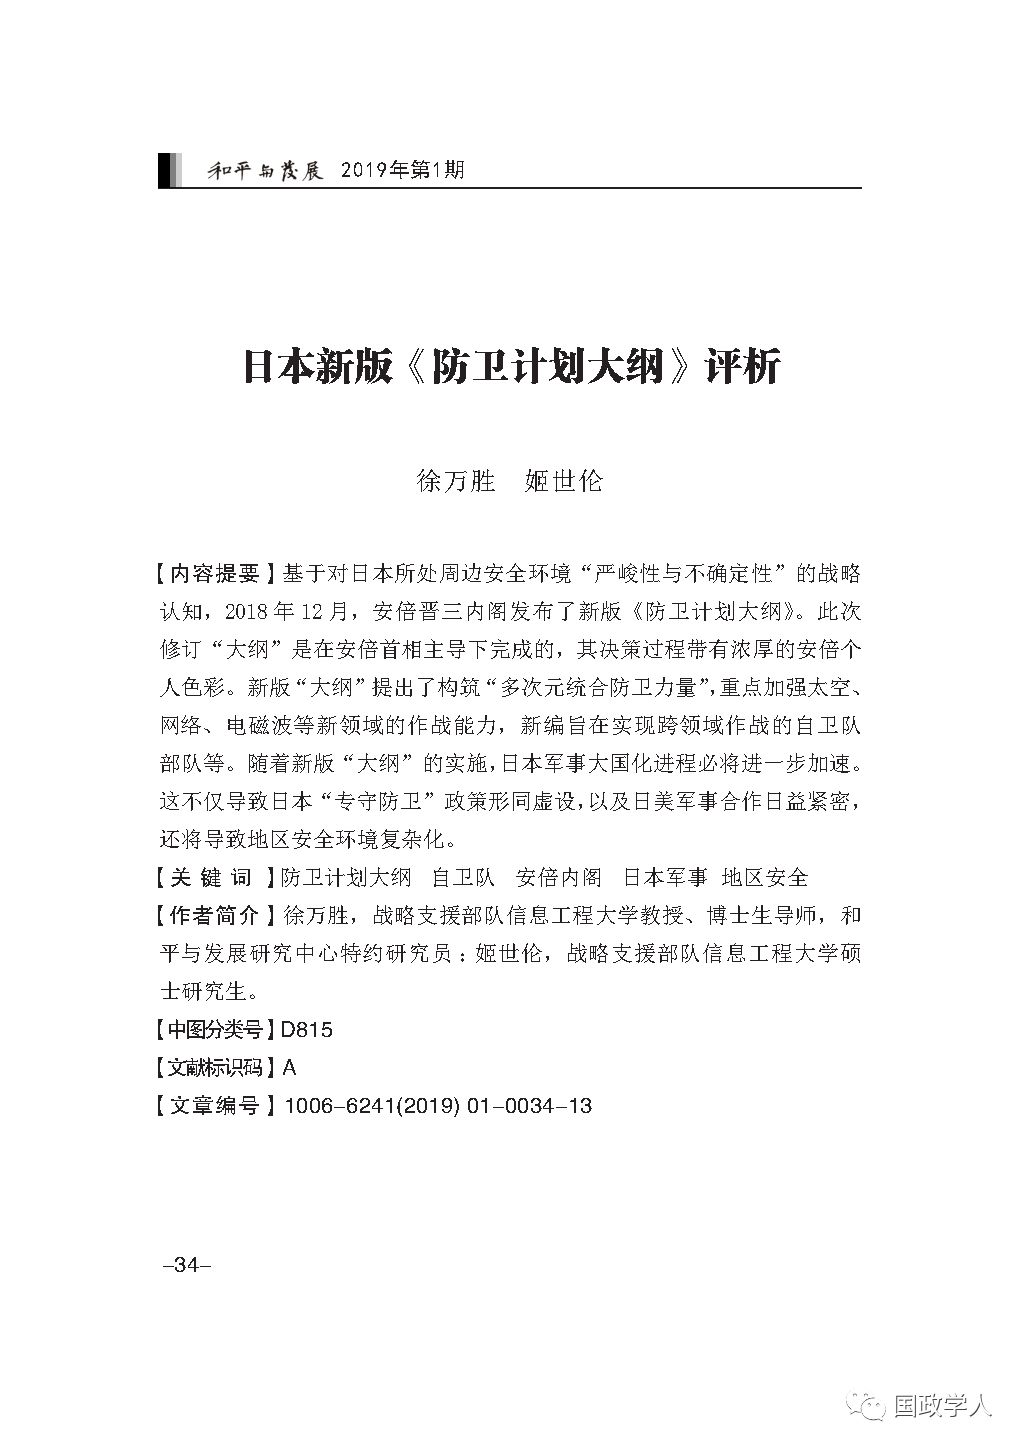 和平与发展 2019年第1期
日本新版《防卫计划大纲》评析
徐万胜 姬世伦
【内容提要】基于对日本所处周边安全环境“严峻性与不确定性”的战略
认知，2018年12月，安倍晋三内阁发布了新版《防卫计划大纲》。此次
修订“大纲”是在安倍首相主导下完成的，其决策过程带有浓厚的安倍个
人色彩。新版“大纲”提出了构筑“多次元统合防卫力量”，重点加强太空、
网络、电磁波等新领域的作战能力，新编旨在实现跨领域作战的自卫队
部队等。随着新版“大纲”的实施，日本军事大国化进程必将进一步加速。
这不仅导致日本“专守防卫”政策形同虚设，以及日美军事合作日益紧密，
还将导致地区安全环境复杂化。
【关键词】防卫计划大纲 自卫队 安倍内阁 日本军事 地区安全
【作者简介】徐万胜，战略支援部队信息工程大学教授、博士生导师，和
平与发展研究中心特约研究员；姬世伦，战略支援部队信息工程大学硕
士研究生。
【中图分类号】D815
【文献标识码】A
【文章编号】1006–6241(2019) 01–0034–13
–34–
国政学人